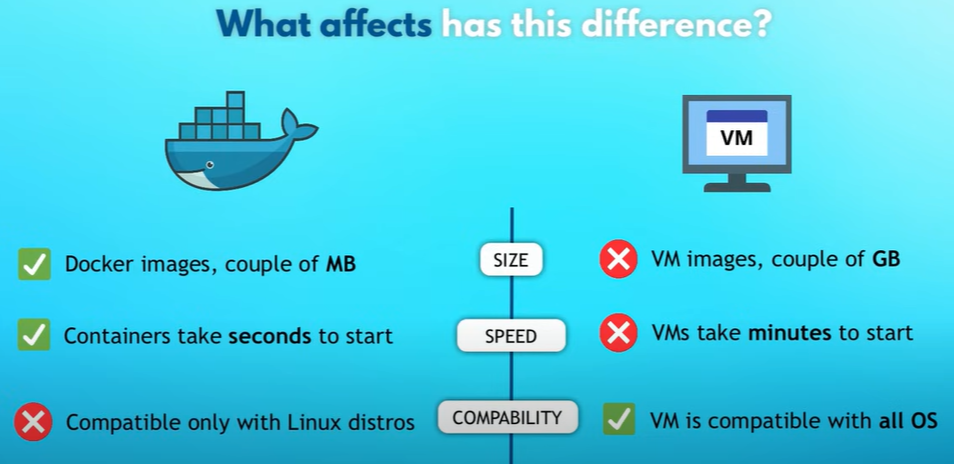 What affects has this difference?
VM
Docker images, couple of MB
SIZE
VM images, couple of GB
Containers take seconds to start
SPEED
VMs take minutes to start
Compatible only with Linux distros
COMPABILITY
VM is compatible with all OS